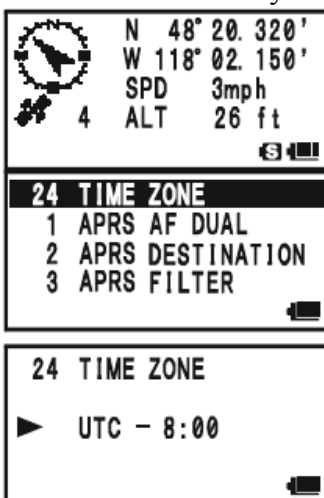 N 48° 20. 320'
W 118° 02. 150'
SPD 3mph
4 ALT 26 ft
S
24 TIME ZONE
1 APRS AF DUAL
2 APRS DESTINATION
3 APRS FILTER
24 TIME ZONE
▶ UTC - 8:00